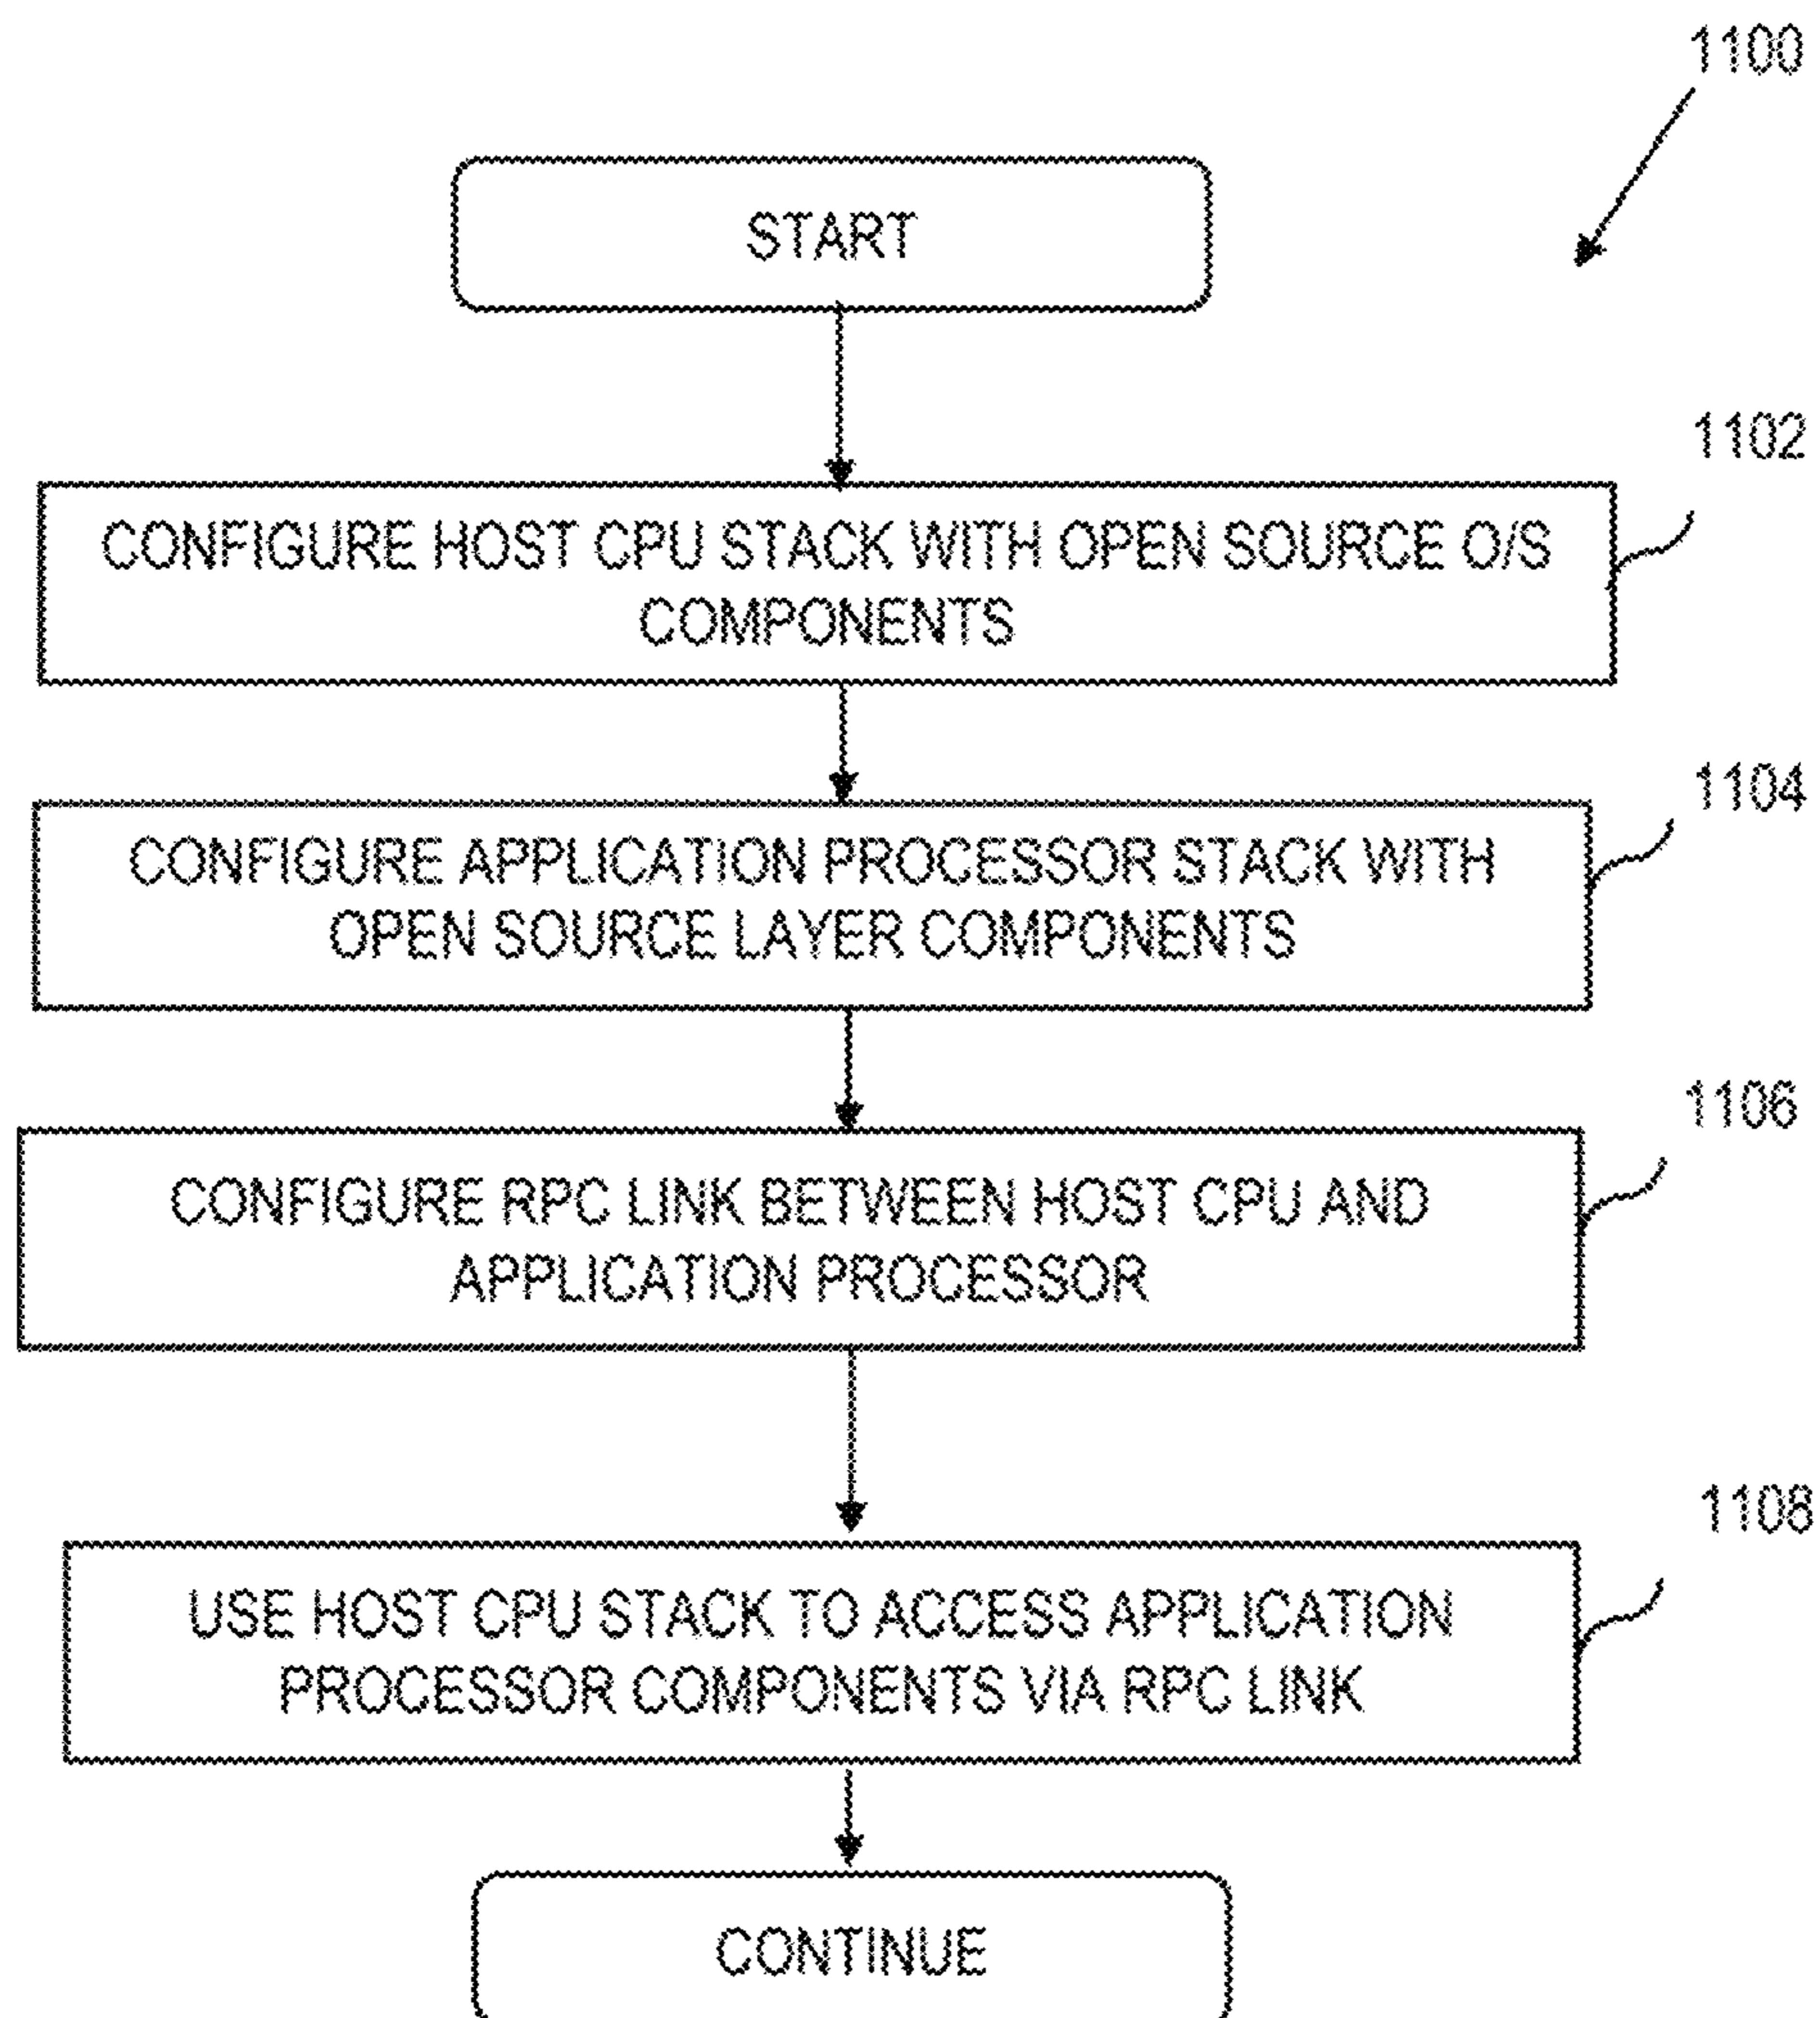 1100
START
1102
CONFIGURE HOST CPU STACK WITH OPEN SOURCE O/S
COMPONENTS
1104
CONFIGURE APPLICATION PROCESSOR STACK WITH
OPEN SOURCE LAYER COMPONENTS
1106
CONFIGURE RPC LINK BETWEEN HOST CPU AND
APPLICATION PROCESSOR
1108
USE HOST CPU STACK TO ACCESS APPLICATION
PROCESSOR COMPONENTS VIA RPC LINK
CONTINUE